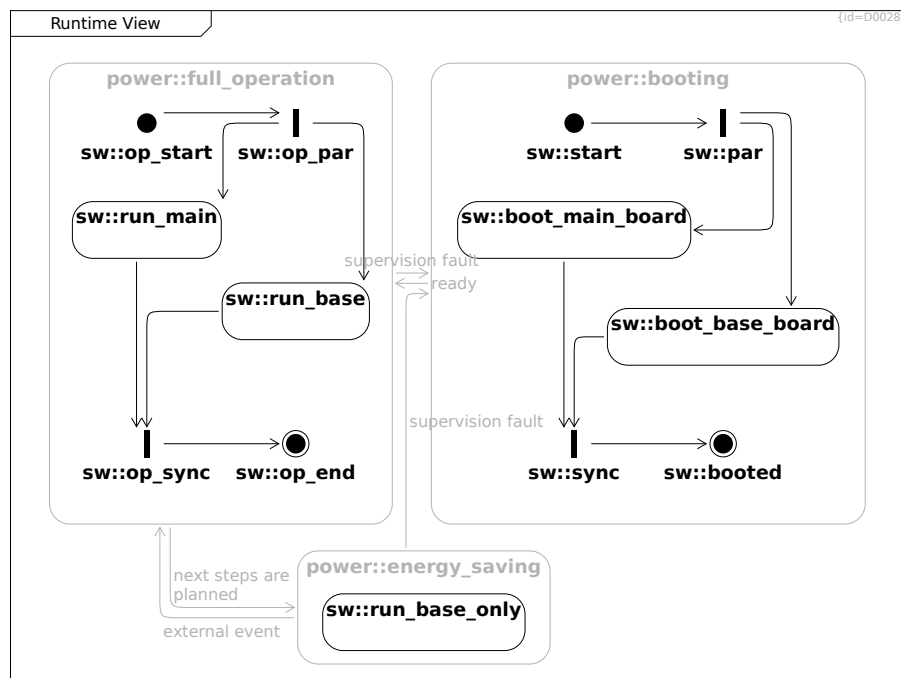 Runtime View
{id=D0028
power::full_operation
power::booting
sw::op_start
sw::op_par
sw::start
sw::par
sw::run_main
sw::boot_main_board
supervision fault
ready
sw::run_base
sw::boot_base_board
supervision fault
sw::op_sync
sw::op_end
sw::sync
sw::booted
power::energy_saving
next steps are
planned
sw::run_base_only
external event